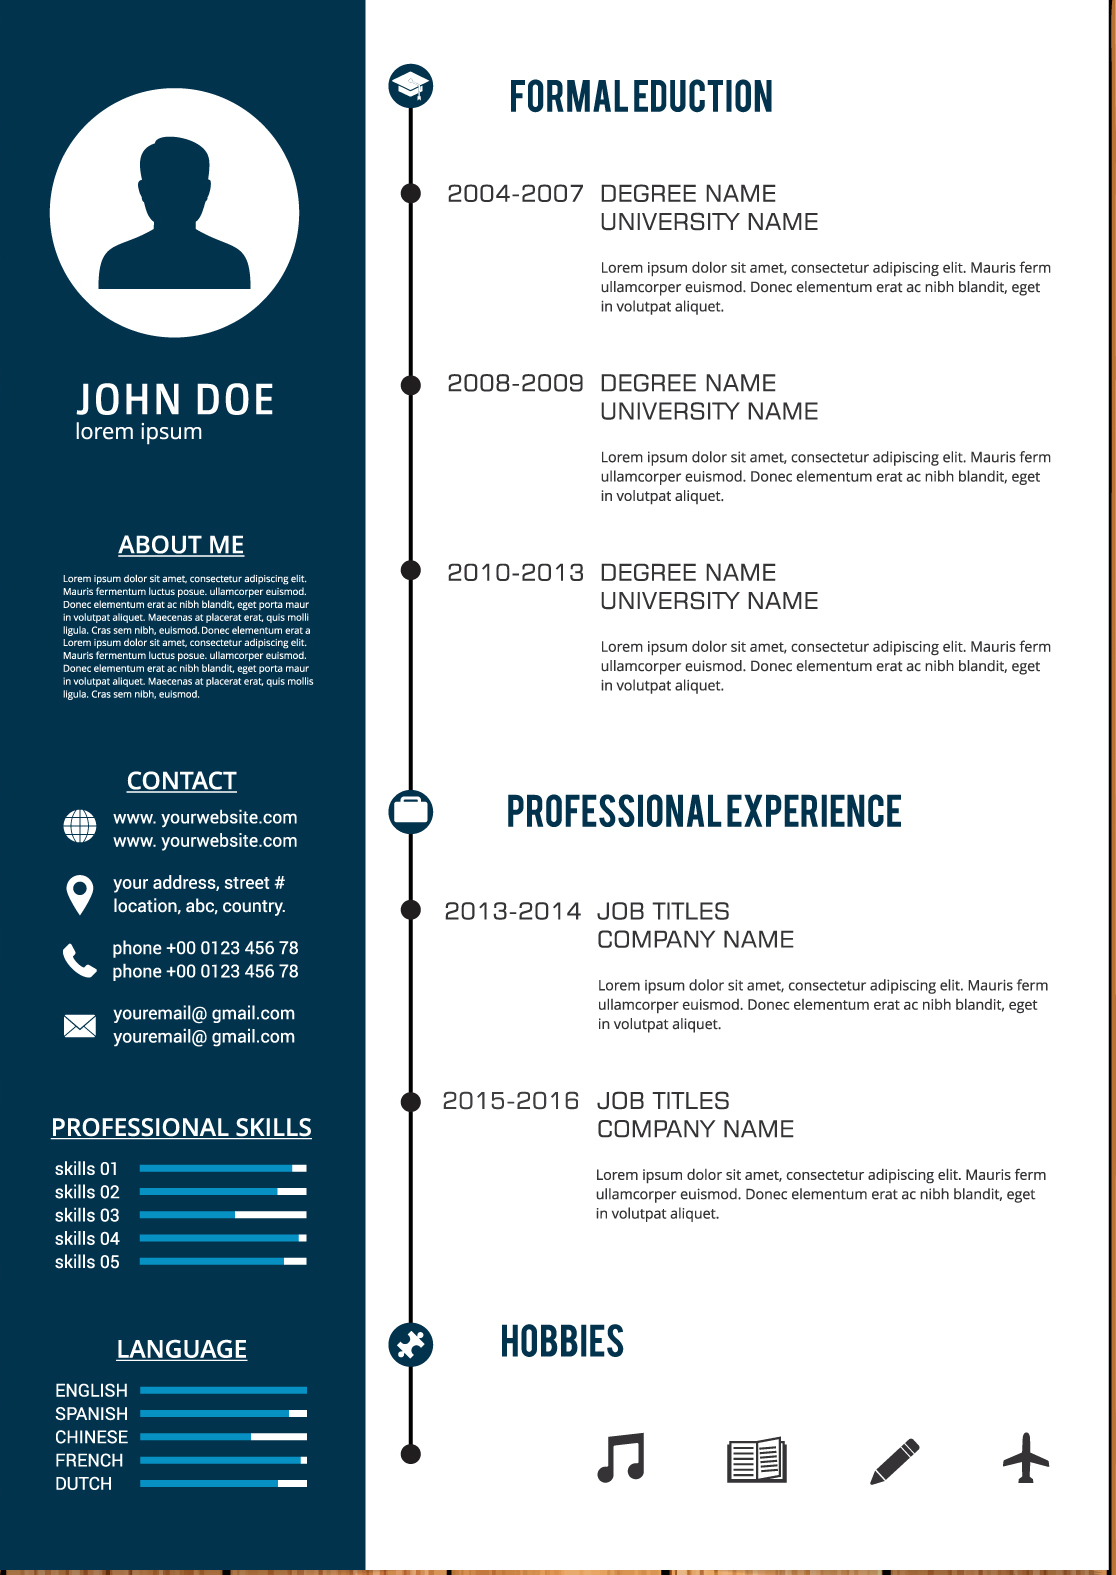 JOHN DOE
lorem ipsum
ABOUT ME
Lorem ipsum dolor sit amet, consectetur adipiscing elit.
Mauris fermentum luctus posue. ullamcorper euismod.
Donec elementum erat ac nibh blandit, eget porta maur
in volutpat aliquet. Maecenas at placerat erat, quis molli
ligula. Cras sem nibh, euismod. Donec elementum erat a
Lorem ipsum dolor sit amet, consectetur adipiscing elit.
Mauris fermentum luctus posue. ullamcorper euismod.
Donec elementum erat ac nibh blandit, eget porta maur
in volutpat aliquet. Maecenas at placerat erat, quis mollis
ligula. Cras sem nibh, euismod.
CONTACT
www. yourwebsite.com
www. yourwebsite.com
your address, street #
location, abc, country.
phone +00 0123 456 78
phone +00 0123 456 78
youremail@ gmail.com
youremail@ gmail.com
PROFESSIONAL SKILLS
skills 01
skills 02
skills 03
skills 04
skills 05
LANGUAGE
ENGLISH
SPANISH
CHINESE
FRENCH
DUTCH
FORMAL EDUCTION
2004-2007 DEGREE NAME
UNIVERSITY NAME
Lorem ipsum dolor sit amet, consectetur adipiscing elit. Mauris ferm
ullamcorper euismod. Donec elementum erat ac nibh blandit, eget
in volutpat aliquet.
2008-2009 DEGREE NAME
UNIVERSITY NAME
Lorem ipsum dolor sit amet, consectetur adipiscing elit. Mauris ferm
ullamcorper euismod. Donec elementum erat ac nibh blandit, eget
in volutpat aliquet.
2010-2013 DEGREE NAME
UNIVERSITY NAME
Lorem ipsum dolor sit amet, consectetur adipiscing elit. Mauris ferm
ullamcorper euismod. Donec elementum erat ac nibh blandit, eget
in volutpat aliquet.
PROFESSIONAL EXPERIENCE
2013-2014 JOB TITLES
COMPANY NAME
Lorem ipsum dolor sit amet, consectetur adipiscing elit. Mauris ferm
ullamcorper euismod. Donec elementum erat ac nibh blandit, eget
in volutpat aliquet.
2015-2016 JOB TITLES
COMPANY NAME
Lorem ipsum dolor sit amet, consectetur adipiscing elit. Mauris ferm
ullamcorper euismod. Donec elementum erat ac nibh blandit, eget
in volutpat aliquet.
HOBBIES